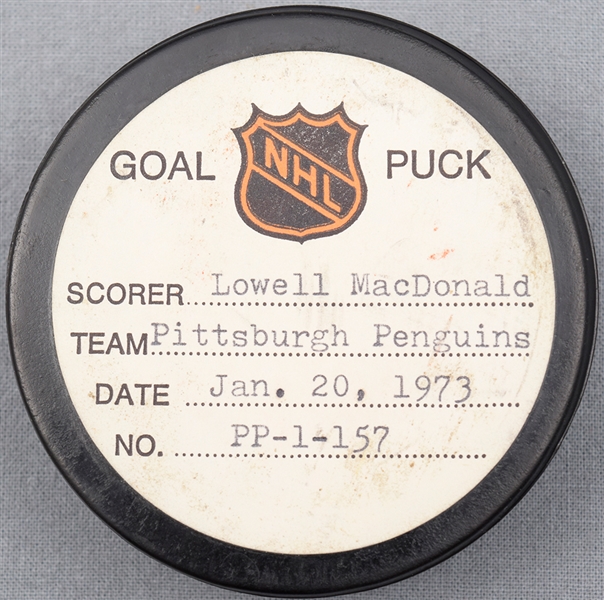 GOAL NHL PUCK
SCORER Lowell MacDonald
TEAM Pittsburgh Penguins
DATE Jan. 20, 1973
NO. PP-1-157